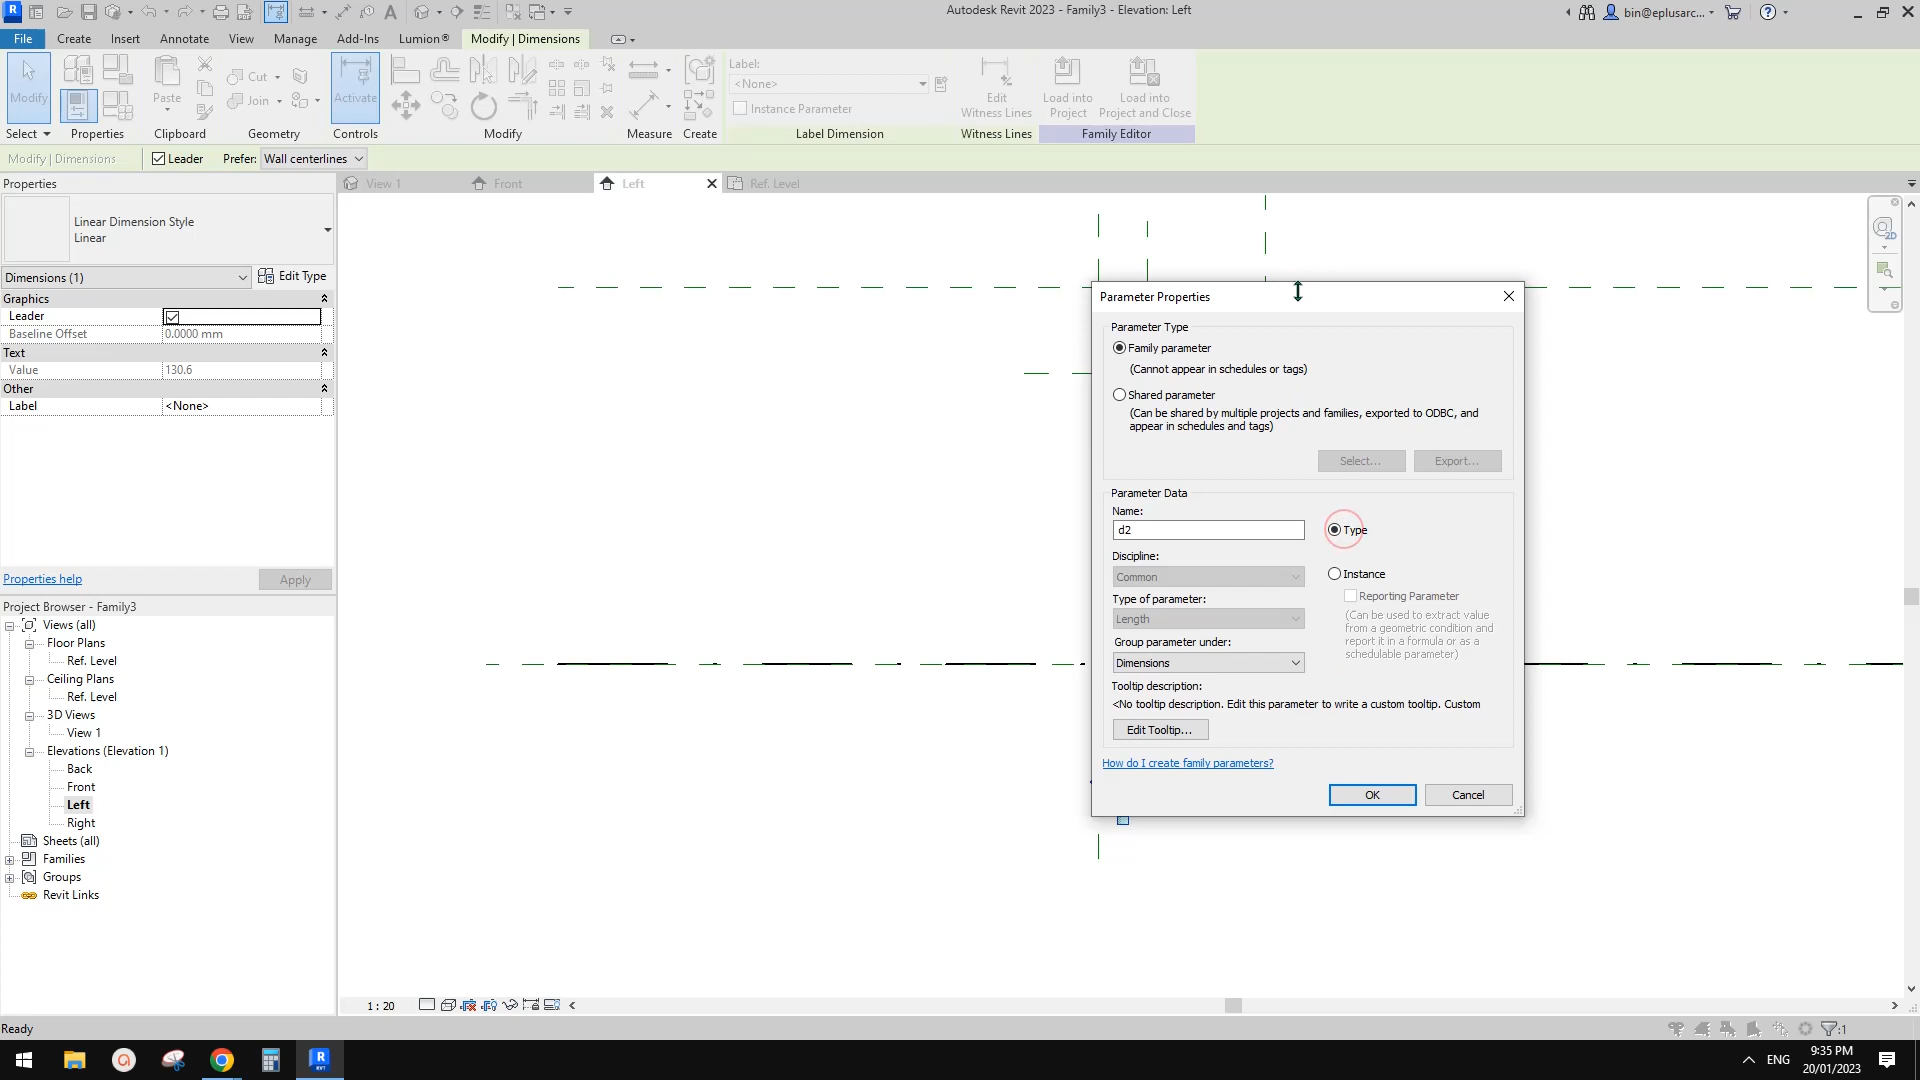 Autodesk Revit 2023 - Family3 - Elevation: Left
bin@eplusarc...
File Create Insert Annotate View Manage Add-Ins Lumion® Modify | Dimensions
Modify
Paste
Cut
Join
Activate
Label:
<None>
Instance Parameter
Edit
Witness Lines
Load into
Project
Load into
Project and Close
Select Properties Clipboard Geometry Controls Modify Measure Create Label Dimension Witness Lines Family Editor
Modify | Dimensions Leader Prefer: Wall centerlines
Properties
View 1 Front Left Ref. Level
Linear Dimension Style
Linear
Dimensions (1) Edit Type
Graphics
Leader
Baseline Offset 0.0000 mm
Text
Value 130.6
Other
Label <None>
Properties help Apply
Project Browser - Family3
Views (all)
Floor Plans
Ref. Level
Ceiling Plans
Ref. Level
3D Views
View 1
Elevations (Elevation 1)
Back
Front
Left
Right
Sheets (all)
Families
Groups
Revit Links
2D
Parameter Properties
Parameter Type
Family parameter
(Cannot appear in schedules or tags)
Shared parameter
(Can be shared by multiple projects and families, exported to ODBC, and
appear in schedules and tags)
Select... Export...
Parameter Data
Name:
d2
Type
Discipline:
Common
Instance
Type of parameter:
Reporting Parameter
Length
(Can be used to extract value
from a geometric condition and
report it in a formula or as a
schedulable parameter)
Group parameter under:
Dimensions
Tooltip description:
<No tooltip description. Edit this parameter to write a custom tooltip. Custom
Edit Tooltip...
How do I create family parameters?
OK Cancel
1 : 20
Ready
:1
ENG
9:35 PM
20/01/2023